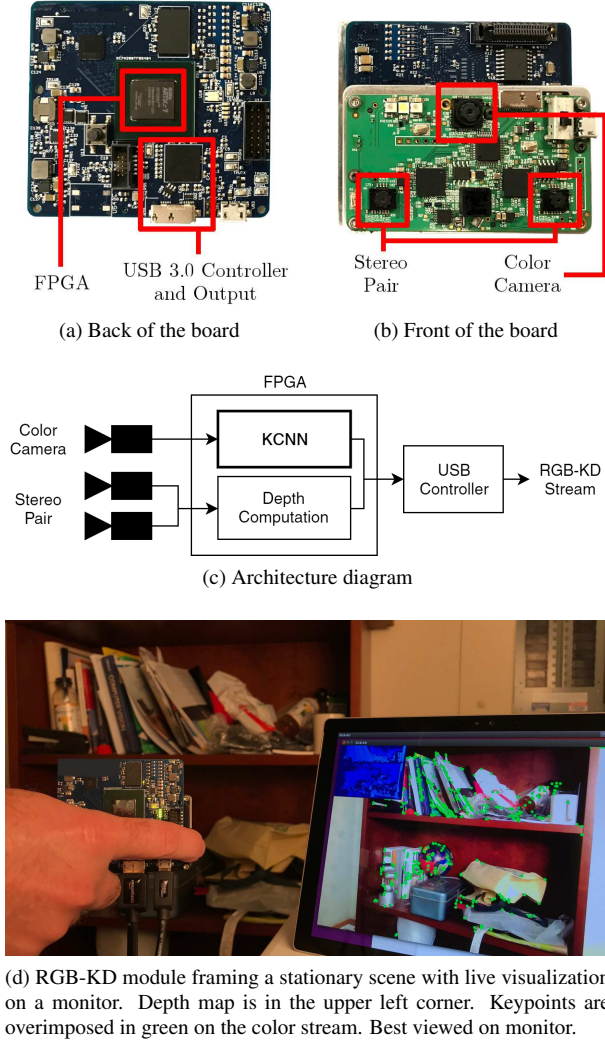 FPGA
USB 3.0 Controller
and Output
Stereo
Pair
Color
Camera
(a) Back of the board
(b) Front of the board
FPGA
Color
Camera
KCNN
Stereo
Pair
Depth
Computation
USB
Controller
RGB-KD
Stream
(c) Architecture diagram
(d) RGB-KD module framing a stationary scene with live visualization
on a monitor. Depth map is in the upper left corner. Keypoints are
overimposed in green on the color stream. Best viewed on monitor.